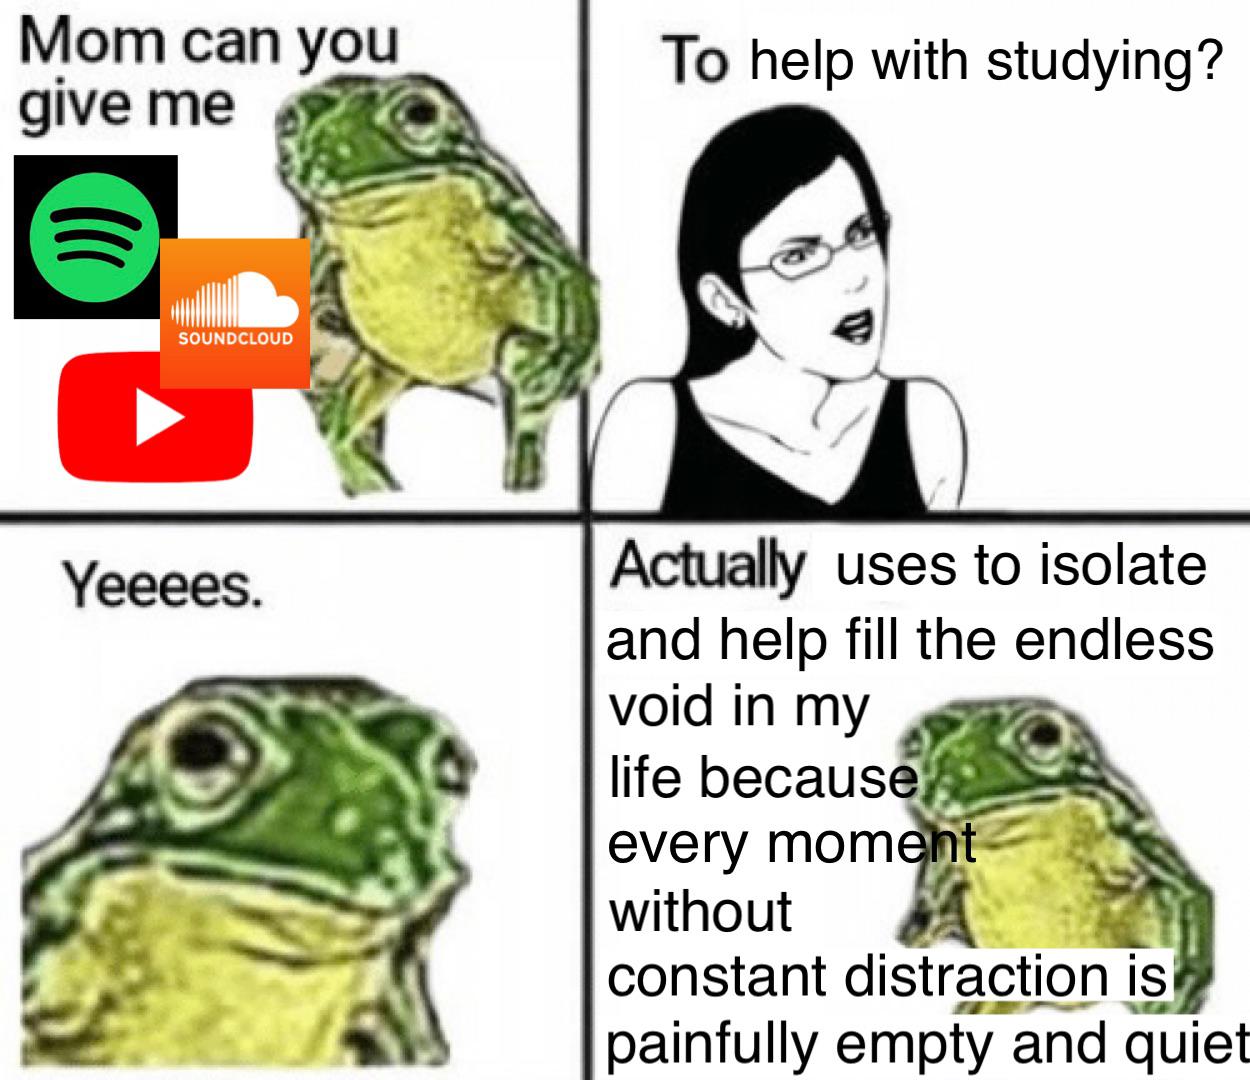 Mom can you
give me
SOUNDCLOUD
To help with studying?
Yeeees.
Actually uses to isolate
and help fill the endless
void in my
life because
every moment
without
constant distraction is
painfully empty and quiet